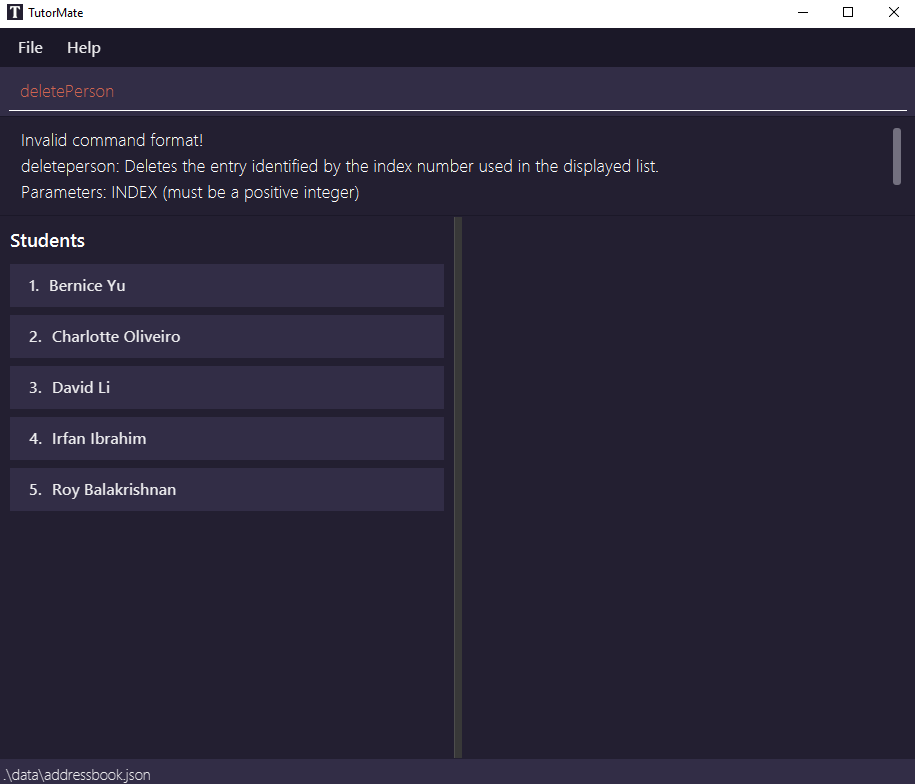 TutorMate
File Help
deletePerson
Invalid command format!
deleteperson: Deletes the entry identified by the index number used in the displayed list.
Parameters: INDEX (must be a positive integer)
Students
1. Bernice Yu
2. Charlotte Oliveiro
3. David Li
4. Irfan Ibrahim
5. Roy Balakrishnan
.\data\addressbook.json